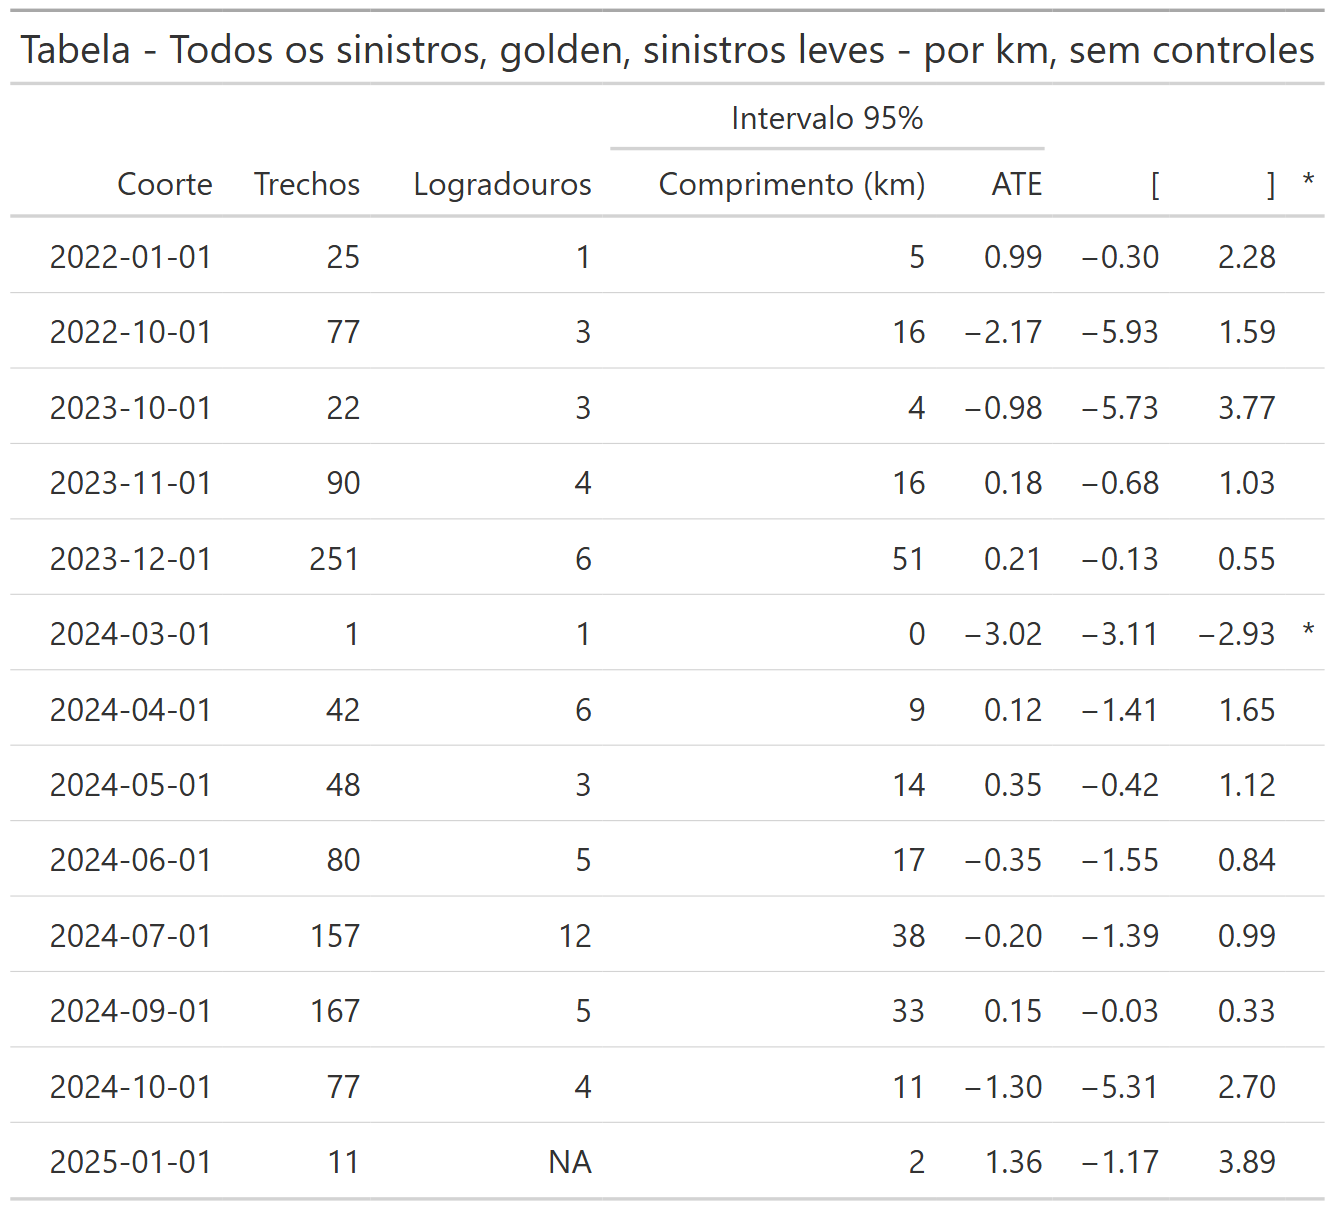 Tabela - Todos os sinistros, golden, sinistros leves - por km, sem controles
Intervalo 95%
Coorte Trechos Logradouros Comprimento (km) ATE [ ] *
2022-01-01 25 1 5 0.99 −0.30 2.28
2022-10-01 77 3 16 −2.17 −5.93 1.59
2023-10-01 22 3 4 −0.98 −5.73 3.77
2023-11-01 90 4 16 0.18 −0.68 1.03
2023-12-01 251 6 51 0.21 −0.13 0.55
2024-03-01 1 1 0 −3.02 −3.11 −2.93 *
2024-04-01 42 6 9 0.12 −1.41 1.65
2024-05-01 48 3 14 0.35 −0.42 1.12
2024-06-01 80 5 17 −0.35 −1.55 0.84
2024-07-01 157 12 38 −0.20 −1.39 0.99
2024-09-01 167 5 33 0.15 −0.03 0.33
2024-10-01 77 4 11 −1.30 −5.31 2.70
2025-01-01 11 NA 2 1.36 −1.17 3.89